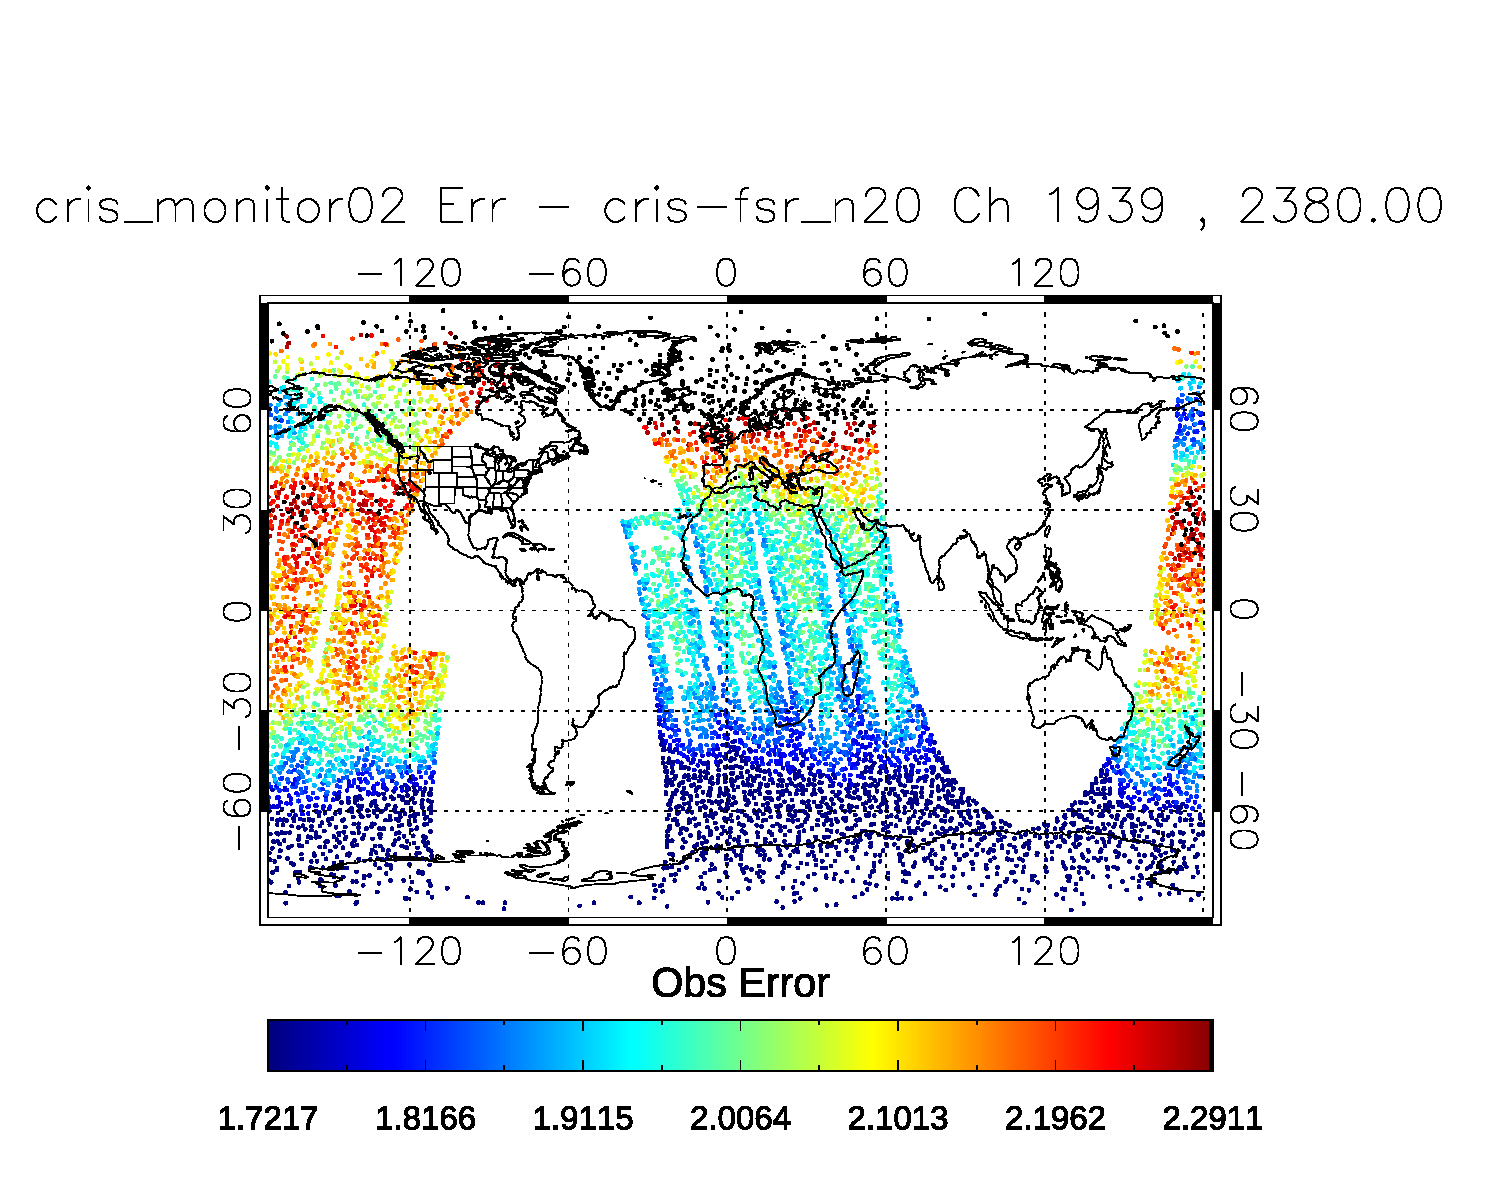 cris_monitor02 Err - cris-fsr_n20 Ch 1939 , 2380.00
-120 -60 0 60 120
60 60
30 30
0 0
-30 -30
-60 -60
-120 -60 0 60 120
Obs Error
1.7217 1.8166 1.9115 2.0064 2.1013 2.1962 2.2911